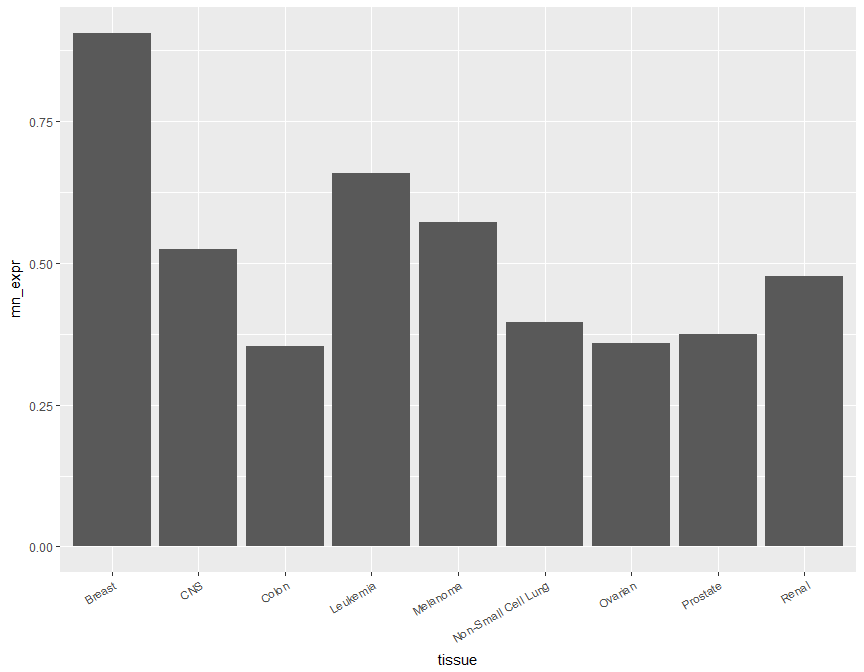 0.75
0.50
0.25
0.00
mn_expr
Breast
CNS
Colon
Leukemia
Melanoma
Non-Small Cell Lung
Ovarian
Prostate
Renal
tissue